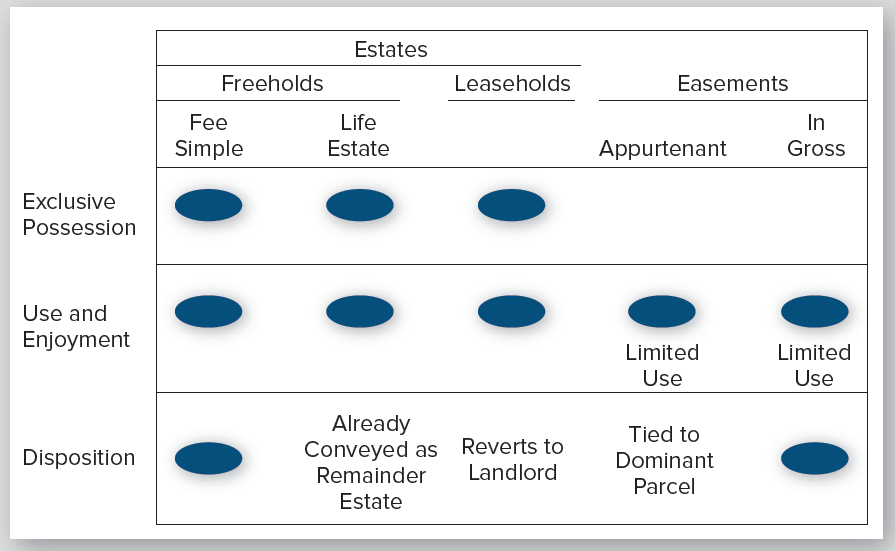 Estates
Freeholds
Leaseholds
Easements
Fee
Simple
Life
Estate
Appurtenant
In
Gross
Exclusive
Possession
Use and
Enjoyment
Limited
Use
Limited
Use
Disposition
Already
Conveyed as
Remainder
Estate
Reverts to
Landlord
Tied to
Dominant
Parcel